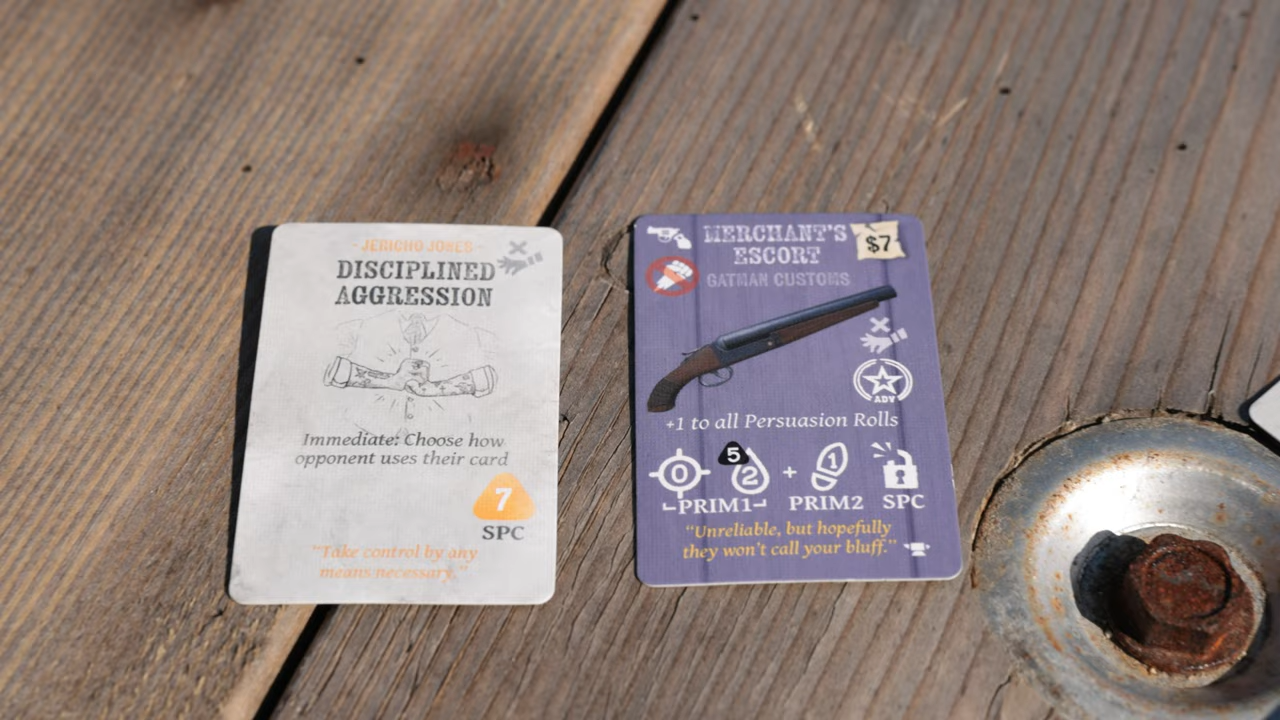 - JERICHO JONES -
DISCIPLINED
AGGRESSION
Immediate: Choose how
opponent uses their card
7
SPC
"Take control by any
means necessary."
MERCHANT'S
ESCORT
$7
GATMAN CUSTOMS
ADV
+1 to all Persuasion Rolls
0 5 2 + 1
PRIM1 PRIM2 SPC
"Unreliable, but hopefully
they won't call your bluff."